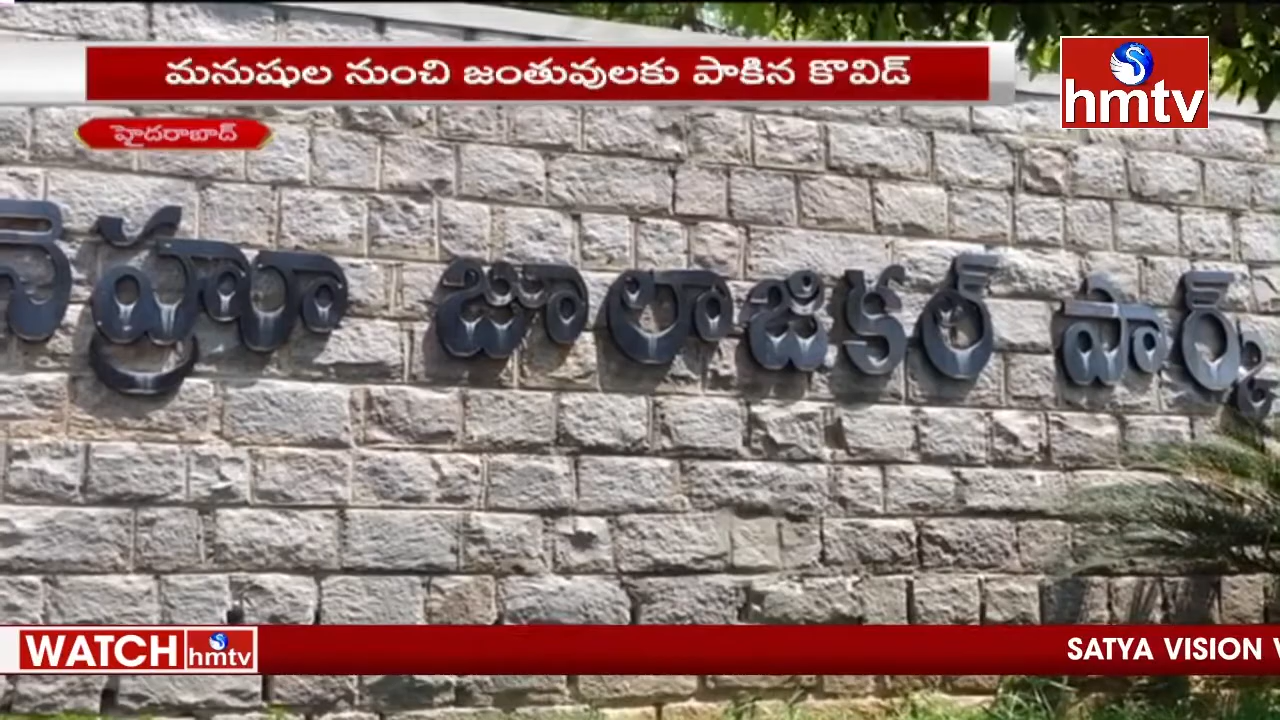 మనుషుల నుంచి జంతువులకు పాకిన కొవిడ్
hmtv
హైదరాబాద్
జూలాజికల్ పార్క్
WATCH hmtv
SATYA VISION